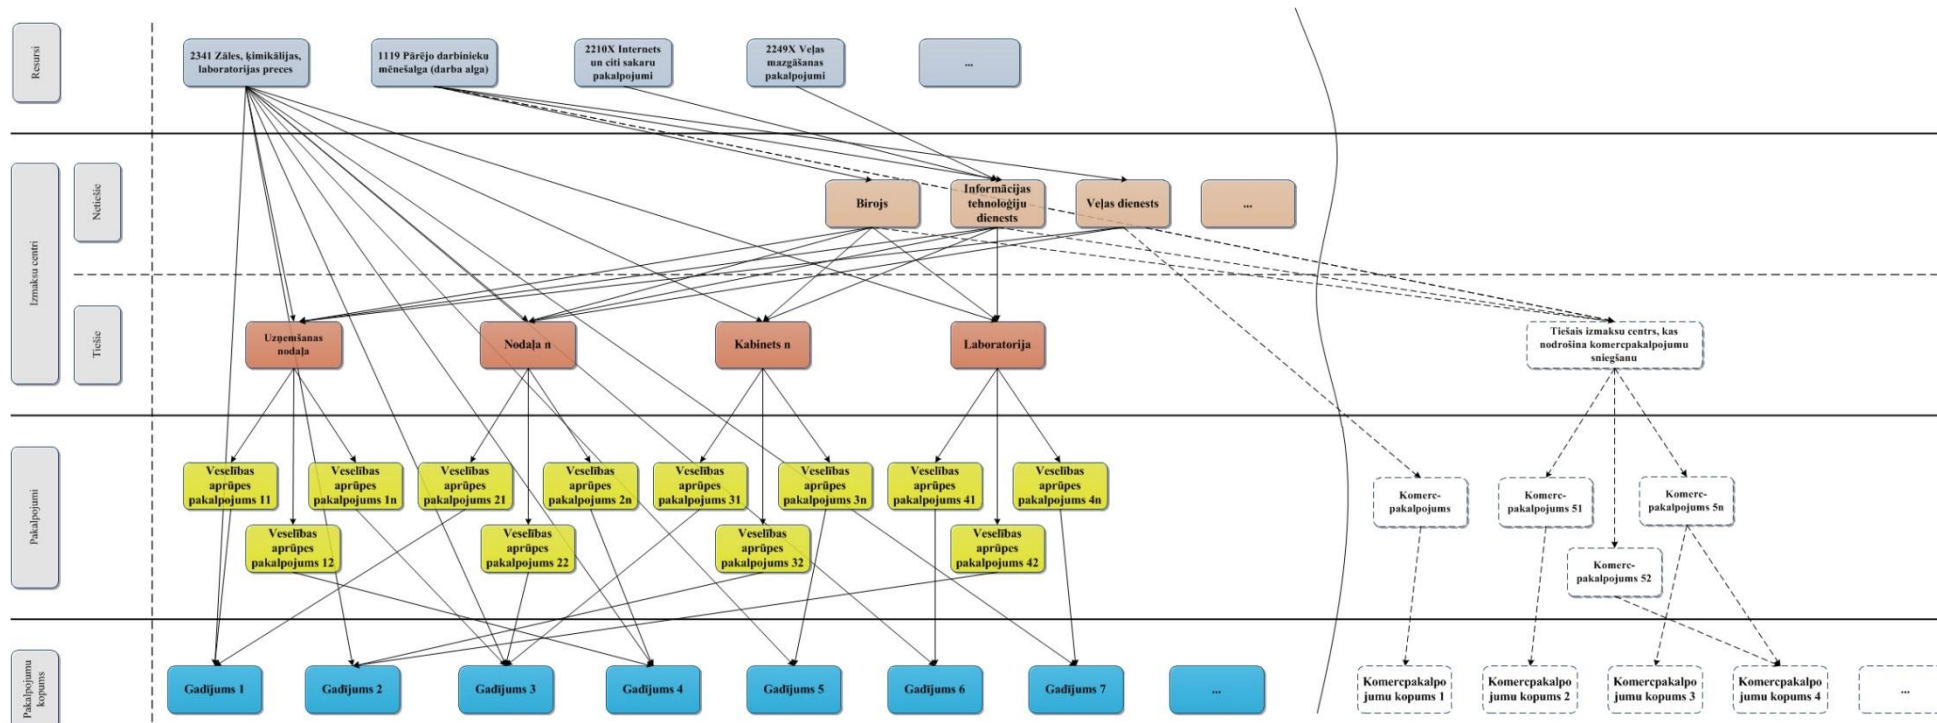 Resursi
2341 Zāles, ķimikālijas,
laboratorijas preces
1119 Pārējo darbinieku
mēnešalga (darba alga)
2210X Internets
un citi sakaru
pakalpojumi
2249X Veļas
mazgāšanas
pakalpojumi
...
Izmaksu centri
Netiešie
Birojs
Informācijas
tehnoloģiju
dienests
Veļas dienests
...
Tiešie
Uzņemšanas
nodaļa
Nodaļa n
Kabinets n
Laboratorija
Tiešais izmaksu centrs, kas
nodrošina komercpakalpojumu
sniegšanu
Pakalpojumi
Veselības
aprūpes
pakalpojums 11
Veselības
aprūpes
pakalpojums 1n
Veselības
aprūpes
pakalpojums 21
Veselības
aprūpes
pakalpojums 2n
Veselības
aprūpes
pakalpojums 31
Veselības
aprūpes
pakalpojums 3n
Veselības
aprūpes
pakalpojums 41
Veselības
aprūpes
pakalpojums 4n
Komerc-
pakalpojums
Komerc-
pakalpojums 51
Komerc-
pakalpojums 5n
Veselības
aprūpes
pakalpojums 12
Veselības
aprūpes
pakalpojums 22
Veselības
aprūpes
pakalpojums 32
Veselības
aprūpes
pakalpojums 42
Komerc-
pakalpojums 52
Pakalpojumu
kopums
Gadījums 1
Gadījums 2
Gadījums 3
Gadījums 4
Gadījums 5
Gadījums 6
Gadījums 7
...
Komercpakalpo
jumu kopums 1
Komercpakalpo
jumu kopums 2
Komercpakalpo
jumu kopums 3
Komercpakalpo
jumu kopums 4
...